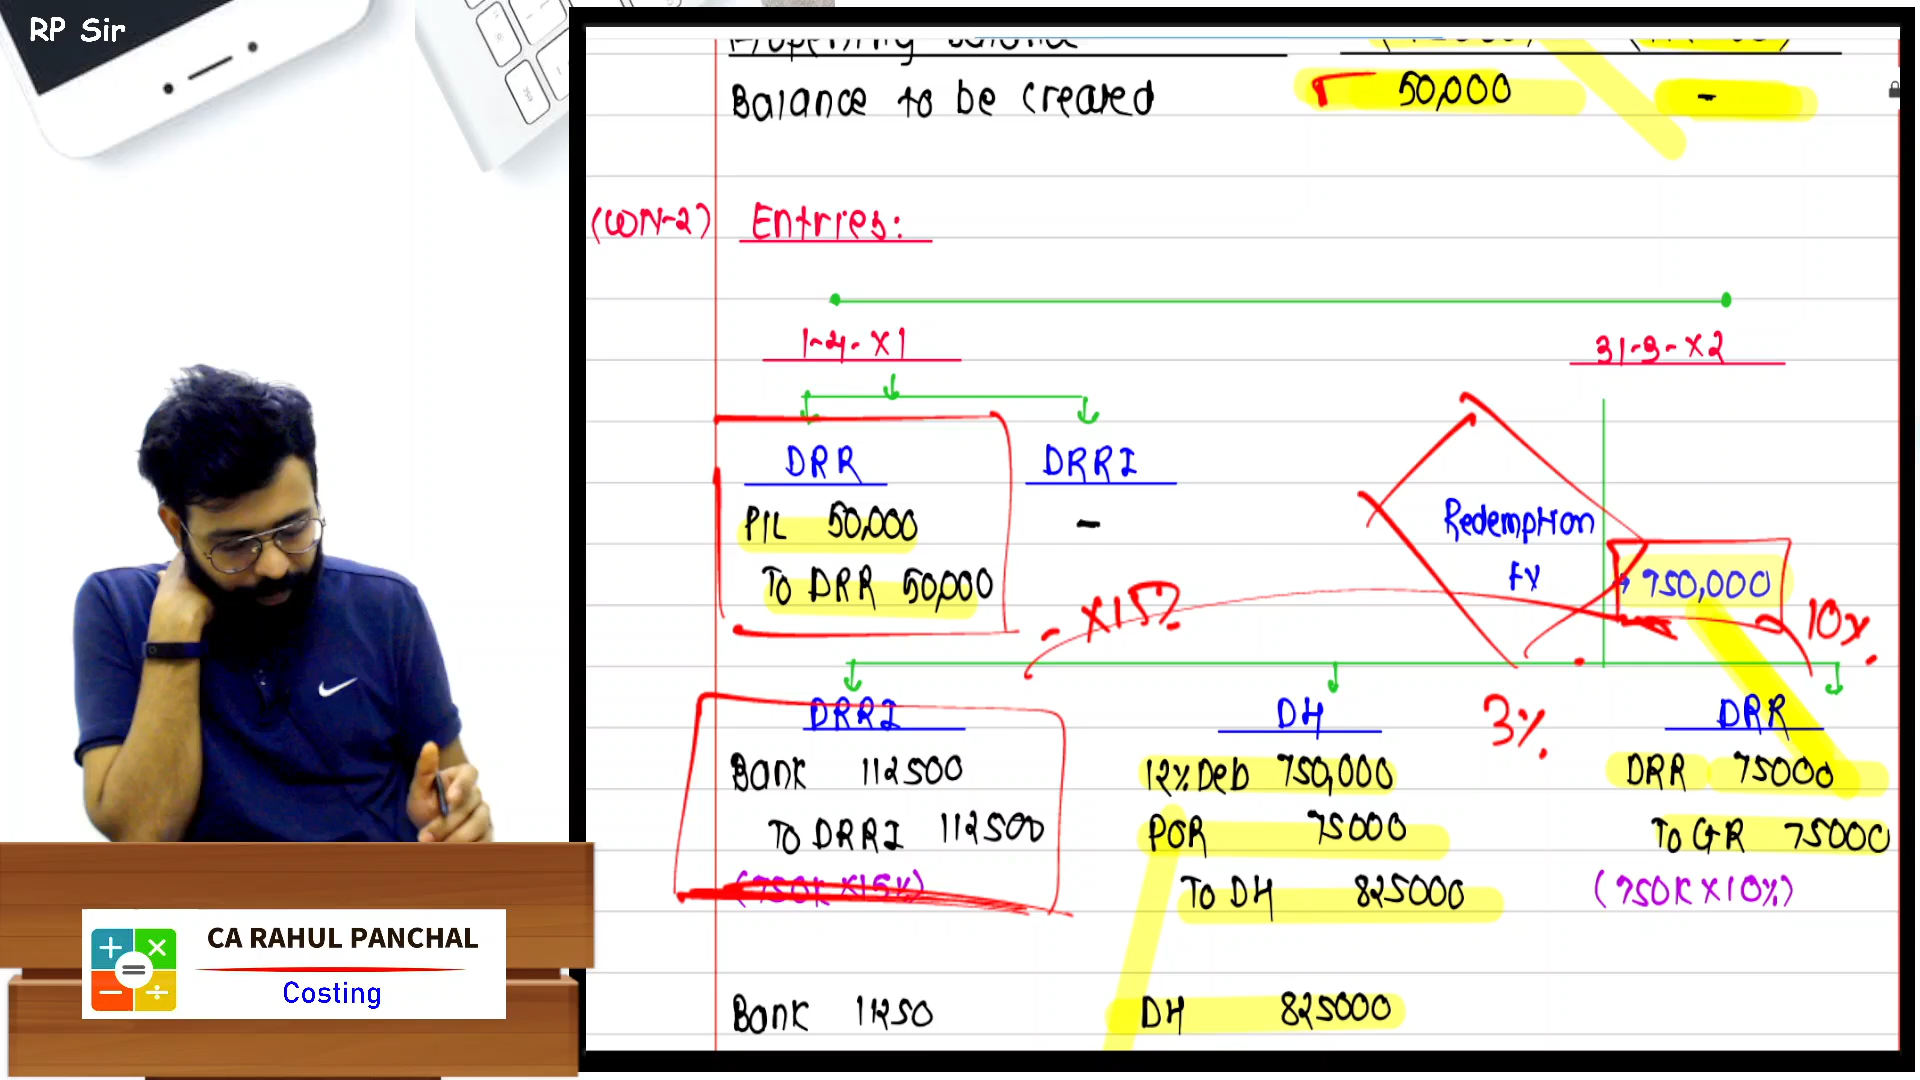 RP Sir
Balance to be created 50,000 -
(WN-2) Entries:
1-4-X1
31-3-X2
DRR DRRI
P/L 50,000 -
To DRR 50,000
Redemption
FV 750,000
- X15% 10%.
DRRI DH 3%. DRR
Bank 112500 12% Deb 750,000 DRR 75000
To DRRI 112500 POR 75000 To GR 75000
(750K X15%) To DH 825000 (750K X 10%)
Bank 11250 DH 825000
CA RAHUL PANCHAL
Costing